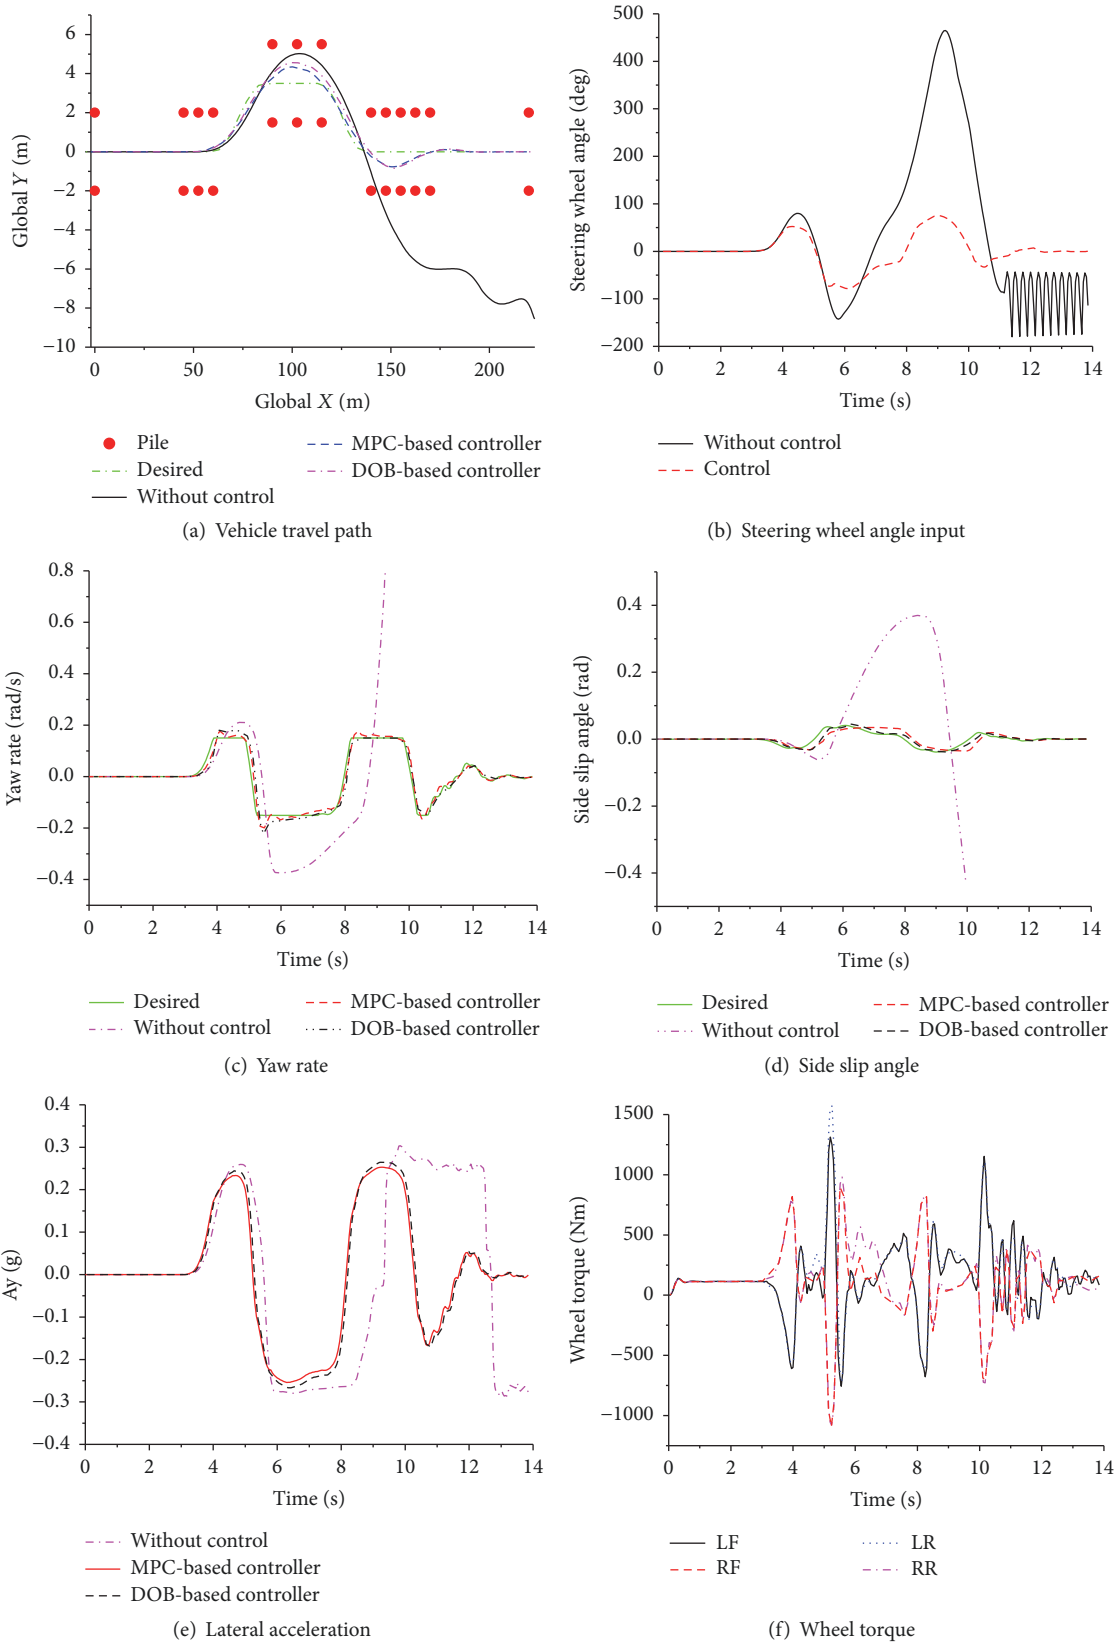 6
4
2
0
−2
−4
−6
−8
−10
Global Y (m)
0 50 100 150 200
Global X (m)
Pile
Desired
Without control
MPC-based controller
DOB-based controller
(a) Vehicle travel path
500
400
300
200
100
0
−100
−200
Steering wheel angle (deg)
0 2 4 6 8 10 12 14
Time (s)
Without control
Control
(b) Steering wheel angle input
0.8
0.6
0.4
0.2
0.0
−0.2
−0.4
Yaw rate (rad/s)
0 2 4 6 8 10 12 14
Time (s)
Desired
Without control
MPC-based controller
DOB-based controller
(c) Yaw rate
0.4
0.2
0.0
−0.2
−0.4
Side slip angle (rad)
0 2 4 6 8 10 12 14
Time (s)
Desired
Without control
MPC-based controller
DOB-based controller
(d) Side slip angle
0.4
0.3
0.2
0.1
0.0
−0.1
−0.2
−0.3
−0.4
Ay (g)
0 2 4 6 8 10 12 14
Time (s)
Without control
MPC-based controller
DOB-based controller
(e) Lateral acceleration
1500
1000
500
0
−500
−1000
Wheel torque (Nm)
0 2 4 6 8 10 12 14
Time (s)
LF
RF
LR
RR
(f) Wheel torque